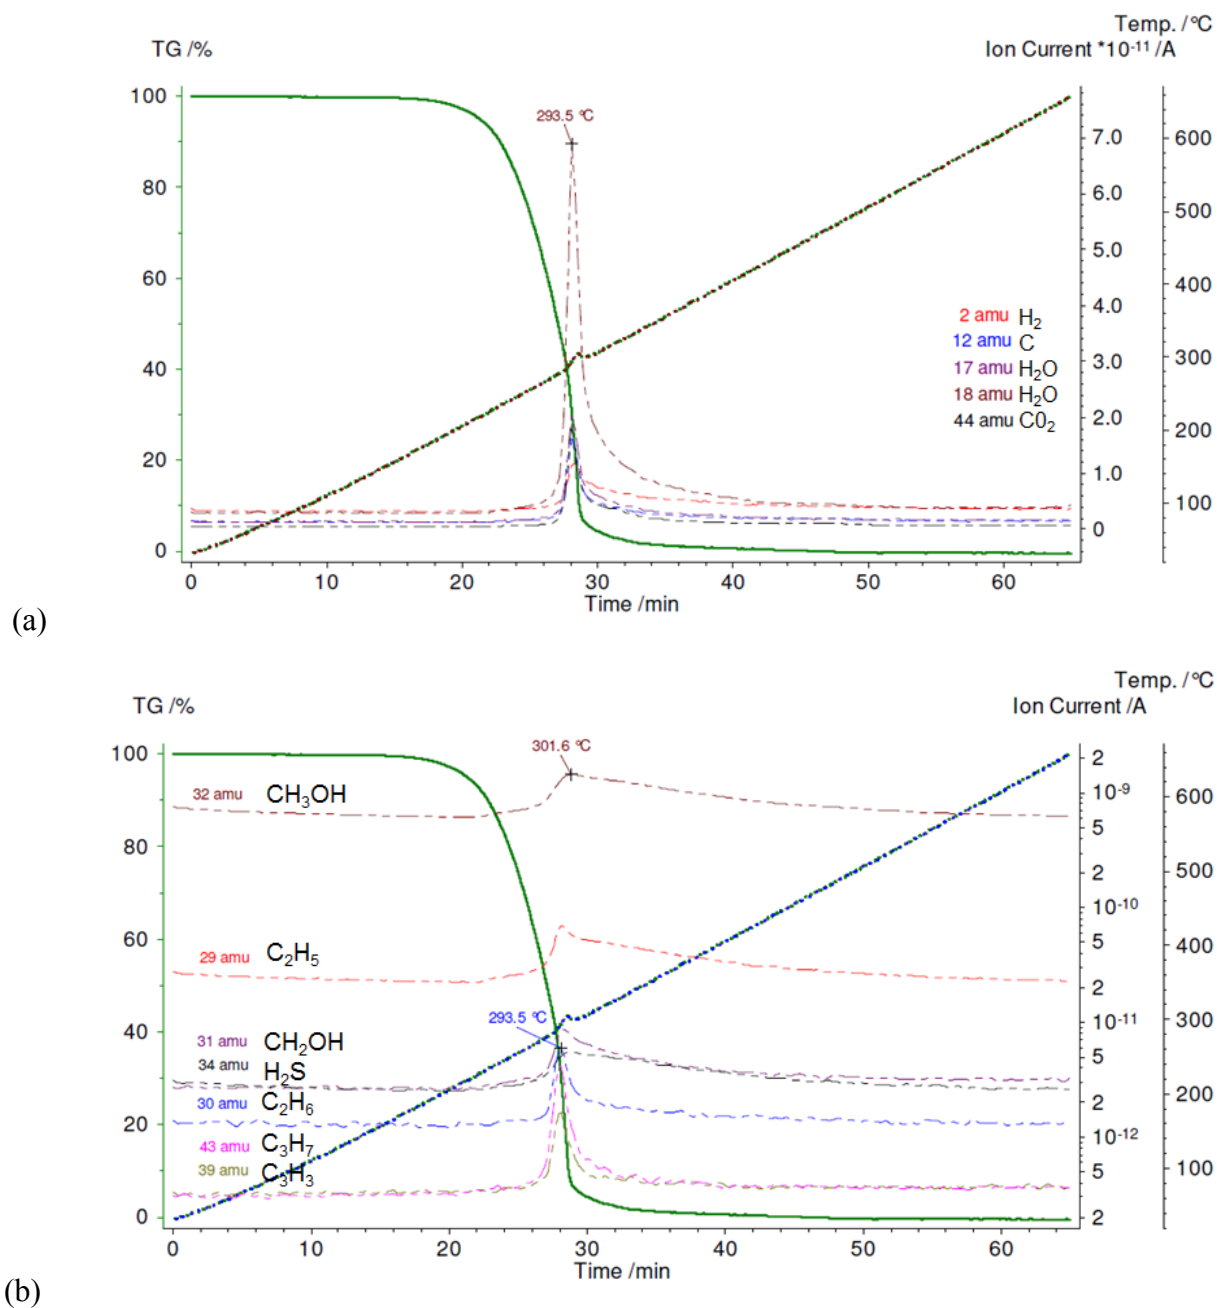 Temp. /°C
TG /%
Ion Current *10⁻¹¹ /A
100
80
60
40
20
0
293.5 °C
7.0
6.0
5.0
4.0
3.0
2.0
1.0
0
600
500
400
300
200
100
2 amu H₂
12 amu C
17 amu H₂O
18 amu H₂O
44 amu C0₂
0 10 20 30 40 50 60
Time /min
(a)
Temp. /°C
TG /%
Ion Current /A
100
80
60
40
20
0
301.6 °C
32 amu CH₃OH
29 amu C₂H₅
293.5 °C
31 amu CH₂OH
34 amu H₂S
30 amu C₂H₆
43 amu C₃H₇
39 amu C₃H₃
2
10⁻⁹
5
2
10⁻¹⁰
5
2
10⁻¹¹
5
2
10⁻¹²
5
2
600
500
400
300
200
100
0 10 20 30 40 50 60
Time /min
(b)